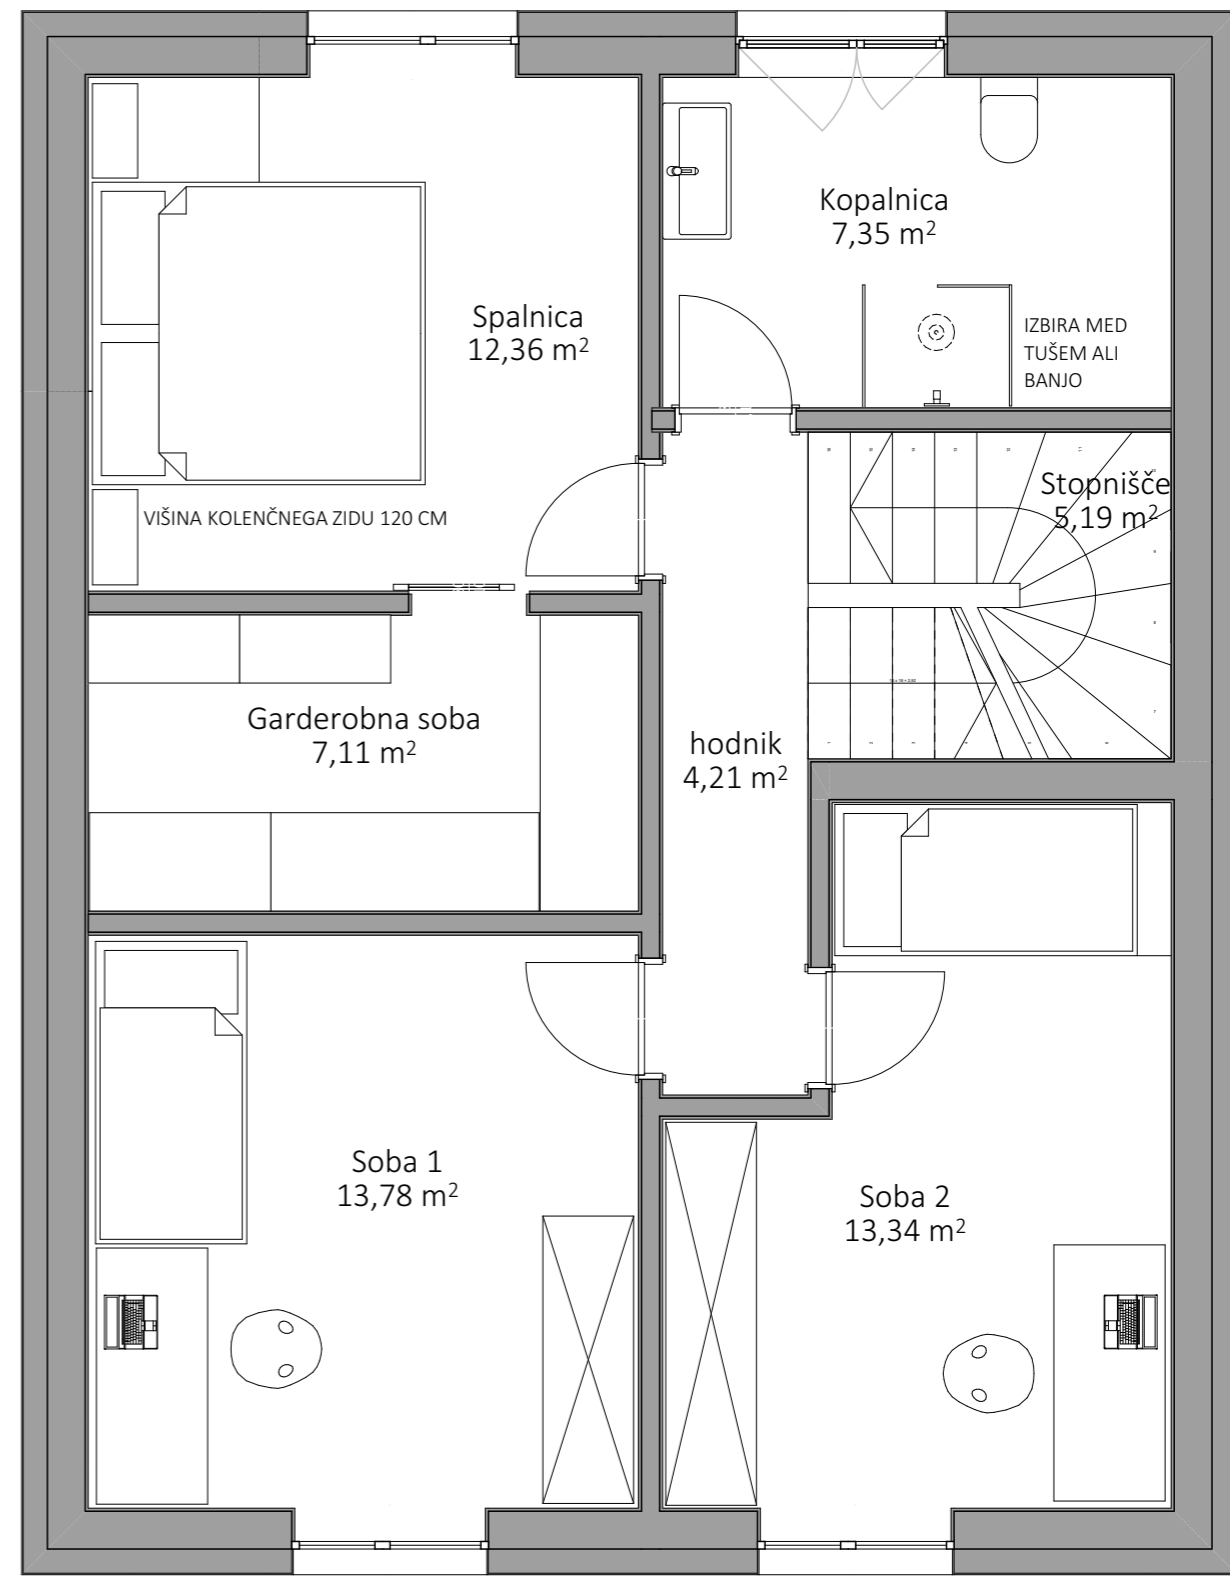 Kopalnica
7,35 m²
Spalnica
12,36 m²
IZBIRA MED
TUŠEM ALI
BANJO
Stopnišče
5,19 m²
VIŠINA KOLENČNEGA ZIDU 120 CM
Garderobna soba
7,11 m²
hodnik
4,21 m²
Soba 1
13,78 m²
Soba 2
13,34 m²